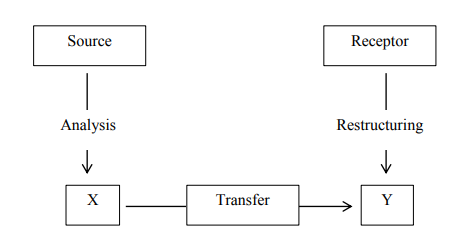 Source
Receptor
Analysis
Restructuring
X
Transfer
Y